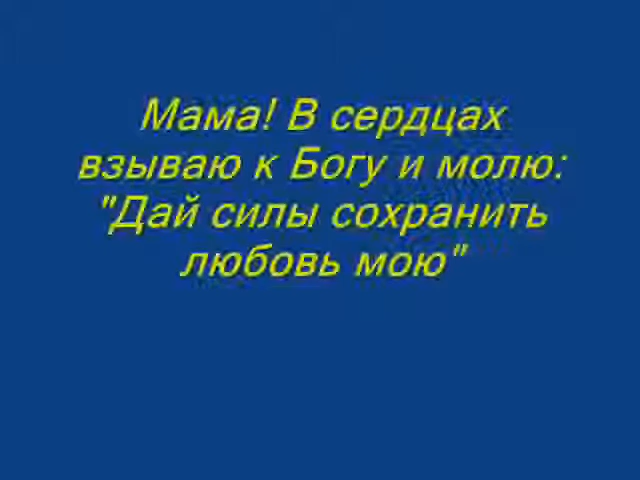 Мама! В сердцах
взываю к Богу и молю:
"Дай силы сохранить
любовь мою"